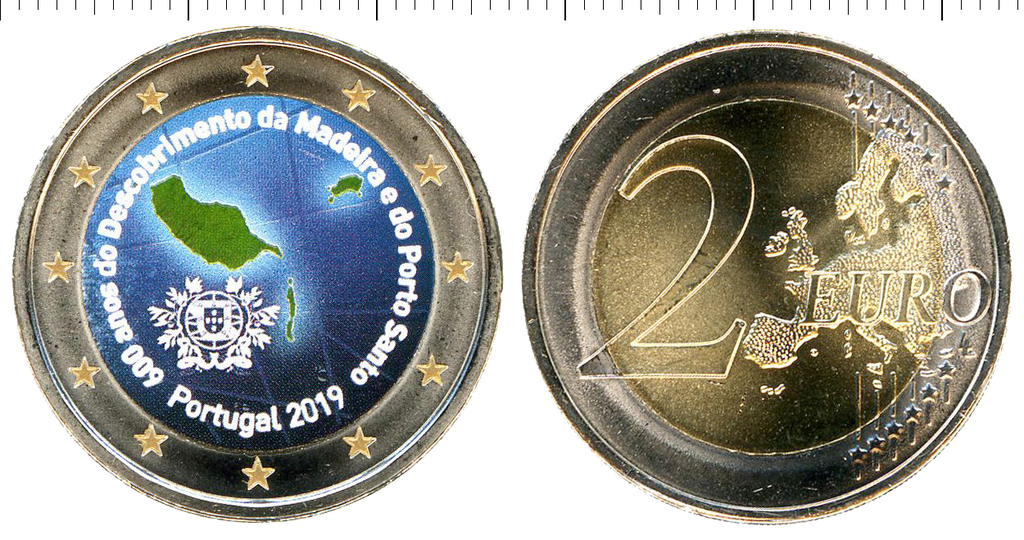 600 anos do Descobrimento da Madeira e do Porto Santo
Portugal 2019
2 EURO